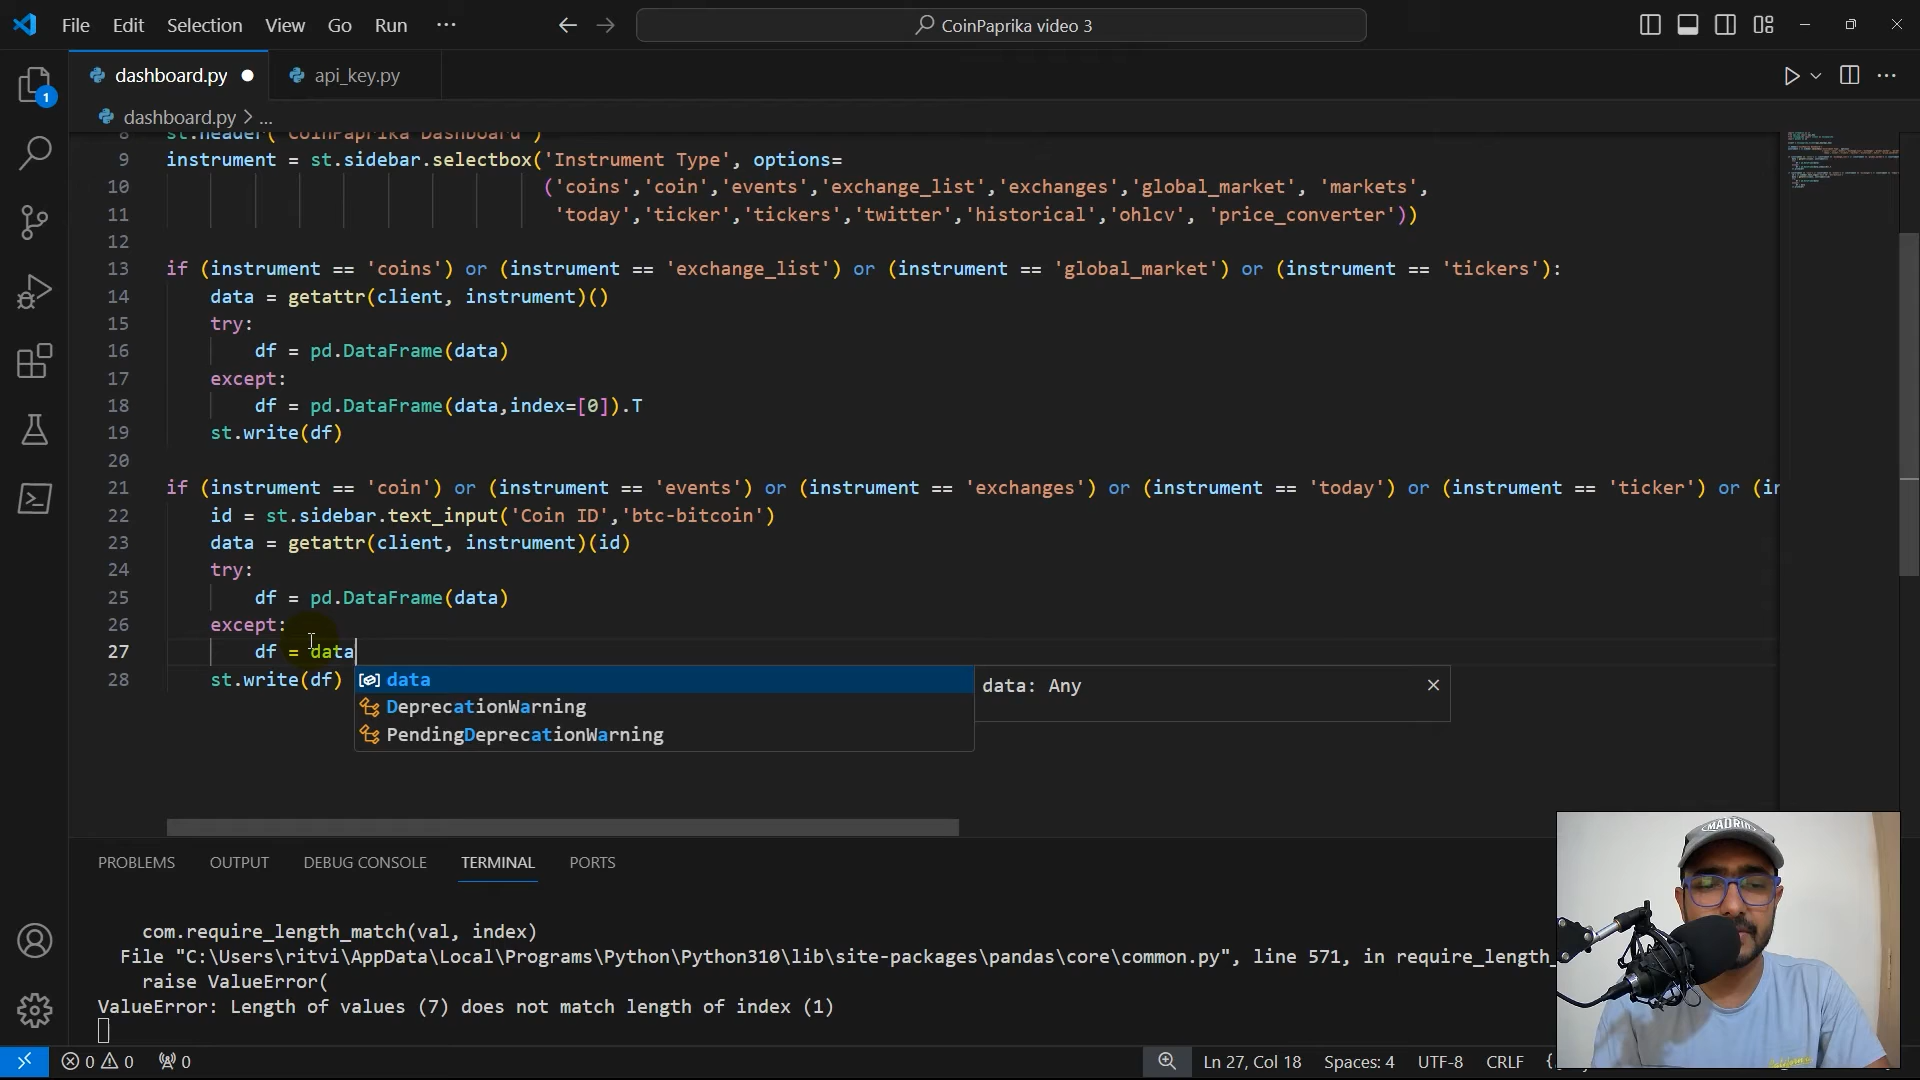 File Edit Selection View Go Run ···
CoinPaprika video 3
dashboard.py
api_key.py
dashboard.py > ...
1
8 st.header('CoinPaprika Dashboard')
9 instrument = st.sidebar.selectbox('Instrument Type', options=
10 ('coins','coin','events','exchange_list','exchanges','global_market', 'markets',
11 'today','ticker','tickers','twitter','historical','ohlcv', 'price_converter'))
12
13 if (instrument == 'coins') or (instrument == 'exchange_list') or (instrument == 'global_market') or (instrument == 'tickers'):
14 data = getattr(client, instrument)()
15 try:
16 df = pd.DataFrame(data)
17 except:
18 df = pd.DataFrame(data,index=[0]).T
19 st.write(df)
20
21 if (instrument == 'coin') or (instrument == 'events') or (instrument == 'exchanges') or (instrument == 'today') or (instrument == 'ticker') or (in
22 id = st.sidebar.text_input('Coin ID','btc-bitcoin')
23 data = getattr(client, instrument)(id)
24 try:
25 df = pd.DataFrame(data)
26 except:
27 df = data
28 st.write(df)
data
data: Any
DeprecationWarning
PendingDeprecationWarning
PROBLEMS OUTPUT DEBUG CONSOLE TERMINAL PORTS
com.require_length_match(val, index)
File "C:\Users\ritvi\AppData\Local\Programs\Python\Python310\lib\site-packages\pandas\core\common.py", line 571, in require_length_
raise ValueError(
ValueError: Length of values (7) does not match length of index (1)
MADRID
0 0 0 Ln 27, Col 18 Spaces: 4 UTF-8 CRLF {